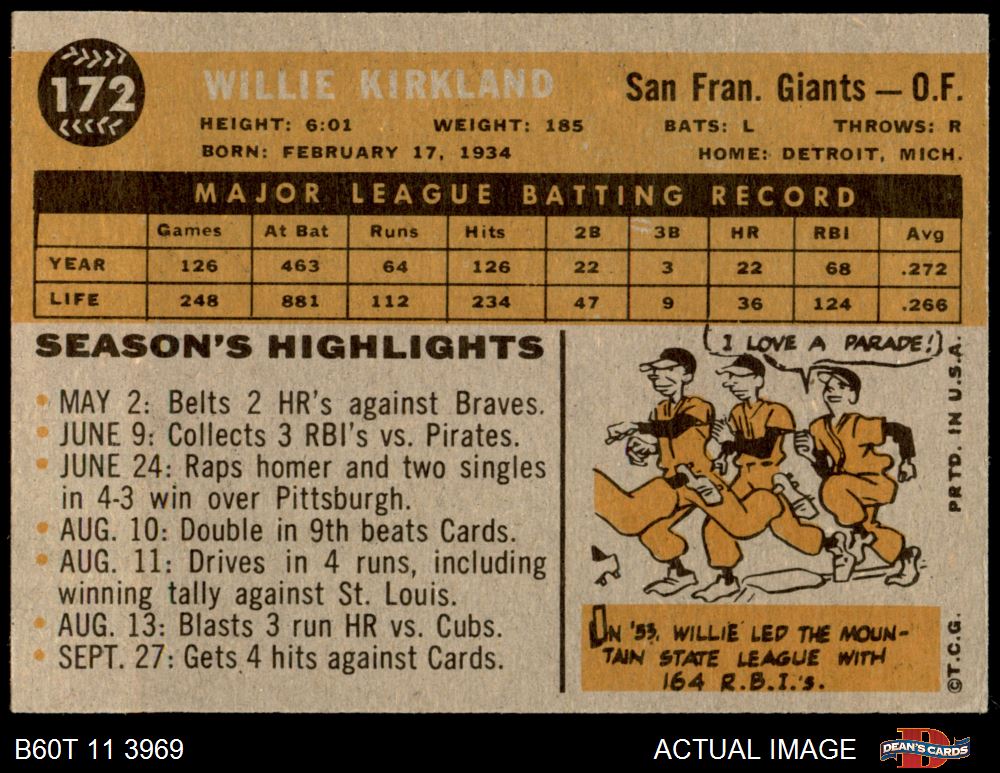 172
WILLIE KIRKLAND
San Fran. Giants — O.F.
HEIGHT: 6:01 WEIGHT: 185 BATS: L THROWS: R
BORN: FEBRUARY 17, 1934 HOME: DETROIT, MICH.
MAJOR LEAGUE BATTING RECORD
Games At Bat Runs Hits 2B 3B HR RBI Avg
YEAR 126 463 64 126 22 3 22 68 .272
LIFE 248 881 112 234 47 9 36 124 .266
SEASON'S HIGHLIGHTS
• MAY 2: Belts 2 HR's against Braves.
• JUNE 9: Collects 3 RBI's vs. Pirates.
• JUNE 24: Raps homer and two singles
in 4-3 win over Pittsburgh.
• AUG. 10: Double in 9th beats Cards.
• AUG. 11: Drives in 4 runs, including
winning tally against St. Louis.
• AUG. 13: Blasts 3 run HR vs. Cubs.
• SEPT. 27: Gets 4 hits against Cards.
I LOVE A PARADE!
IN '53, WILLIE LED THE MOUN-
TAIN STATE LEAGUE WITH
164 R.B.I.'s.
PRTD. IN U.S.A.
©T.C.G.
B60T 11 3969
ACTUAL IMAGE
DEAN'S CARDS